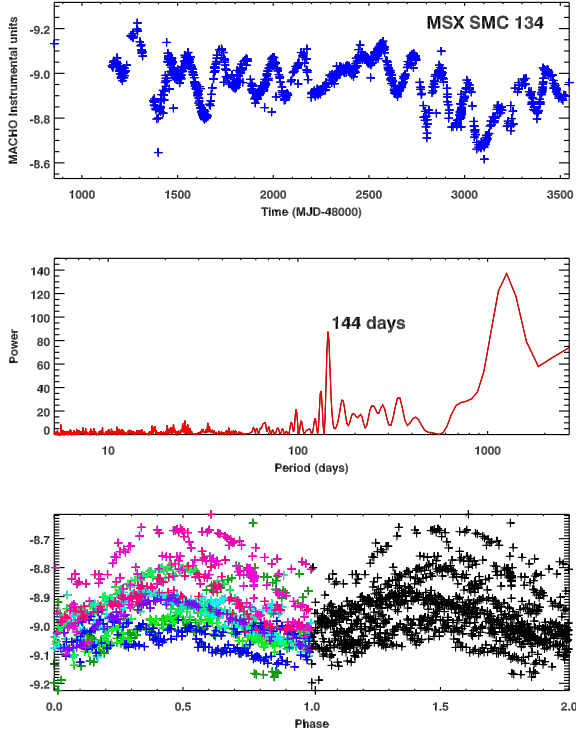 MSX SMC 134
MACHO Instrumental units
-9.2
-9.0
-8.8
-8.6
1000 1500 2000 2500 3000 3500
Time (MJD-48000)
144 days
Power
140
120
100
80
60
40
20
0
10 100 1000
Period (days)
-8.7
-8.8
-8.9
-9.0
-9.1
-9.2
0.0 0.5 1.0 1.5 2.0
Phase